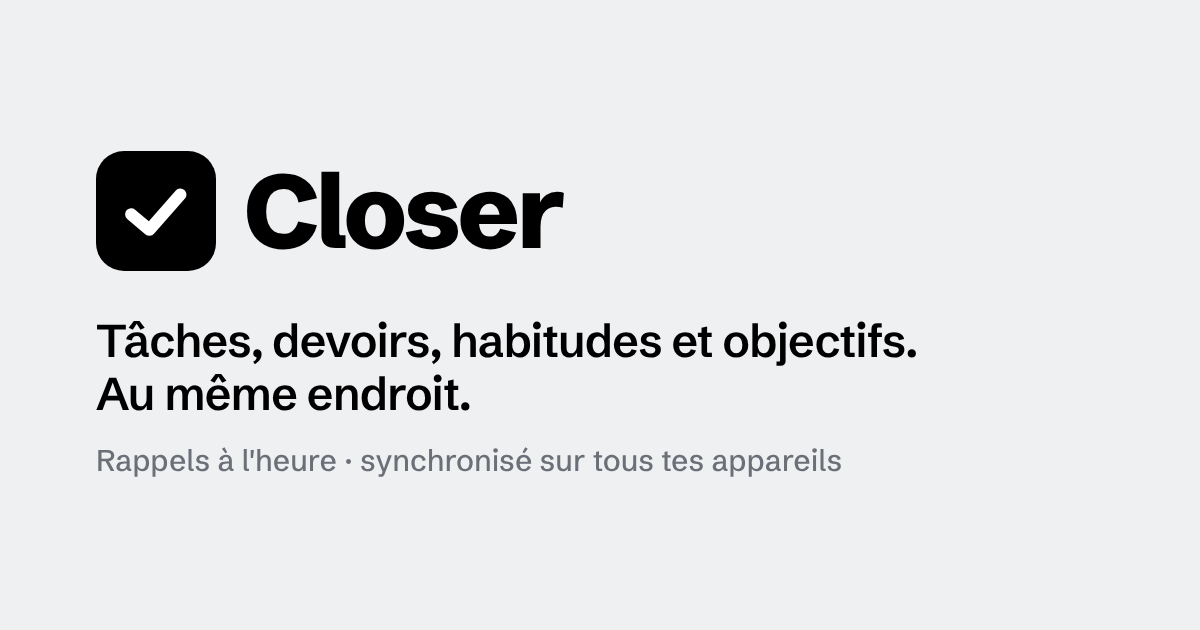 Closer
Tâches, devoirs, habitudes et objectifs.
Au même endroit.
Rappels à l'heure · synchronisé sur tous tes appareils